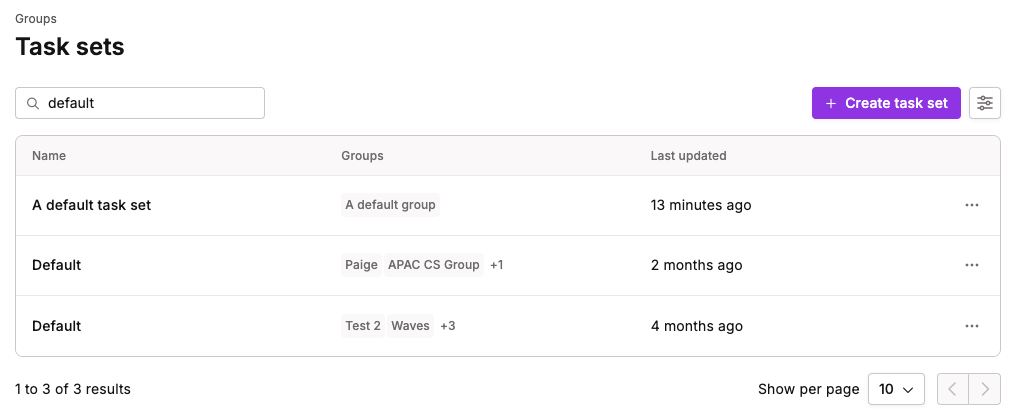 Groups
Task sets
default
+ Create task set
Name Groups Last updated
A default task set A default group 13 minutes ago
Default Paige APAC CS Group +1 2 months ago
Default Test 2 Waves +3 4 months ago
1 to 3 of 3 results Show per page 10